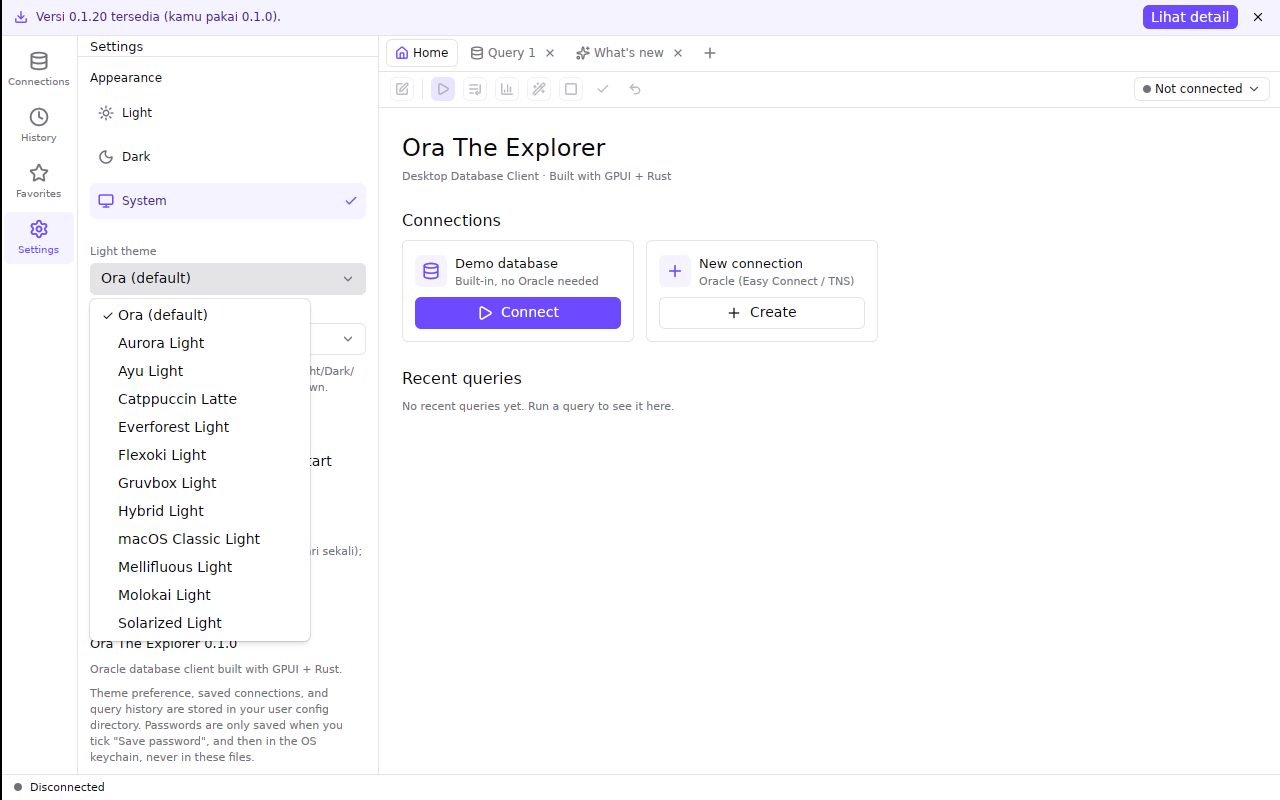 Versi 0.1.20 tersedia (kamu pakai 0.1.0).
Lihat detail
Connections
History
Favorites
Settings
Settings
Appearance
Light
Dark
System
Light theme
Ora (default)
Ora (default)
Aurora Light
Ayu Light
Catppuccin Latte
Everforest Light
Flexoki Light
Gruvbox Light
Hybrid Light
macOS Classic Light
Mellifluous Light
Molokai Light
Solarized Light
sekali);
Ora The Explorer 0.1.0
Oracle database client built with GPUI + Rust.
Theme preference, saved connections, and
query history are stored in your user config
directory. Passwords are only saved when you
tick "Save password", and then in the OS
keychain, never in these files.
Home
Query 1
What's new
Not connected
Ora The Explorer
Desktop Database Client · Built with GPUI + Rust
Connections
Demo database
Built-in, no Oracle needed
Connect
New connection
Oracle (Easy Connect / TNS)
Create
Recent queries
No recent queries yet. Run a query to see it here.
Disconnected